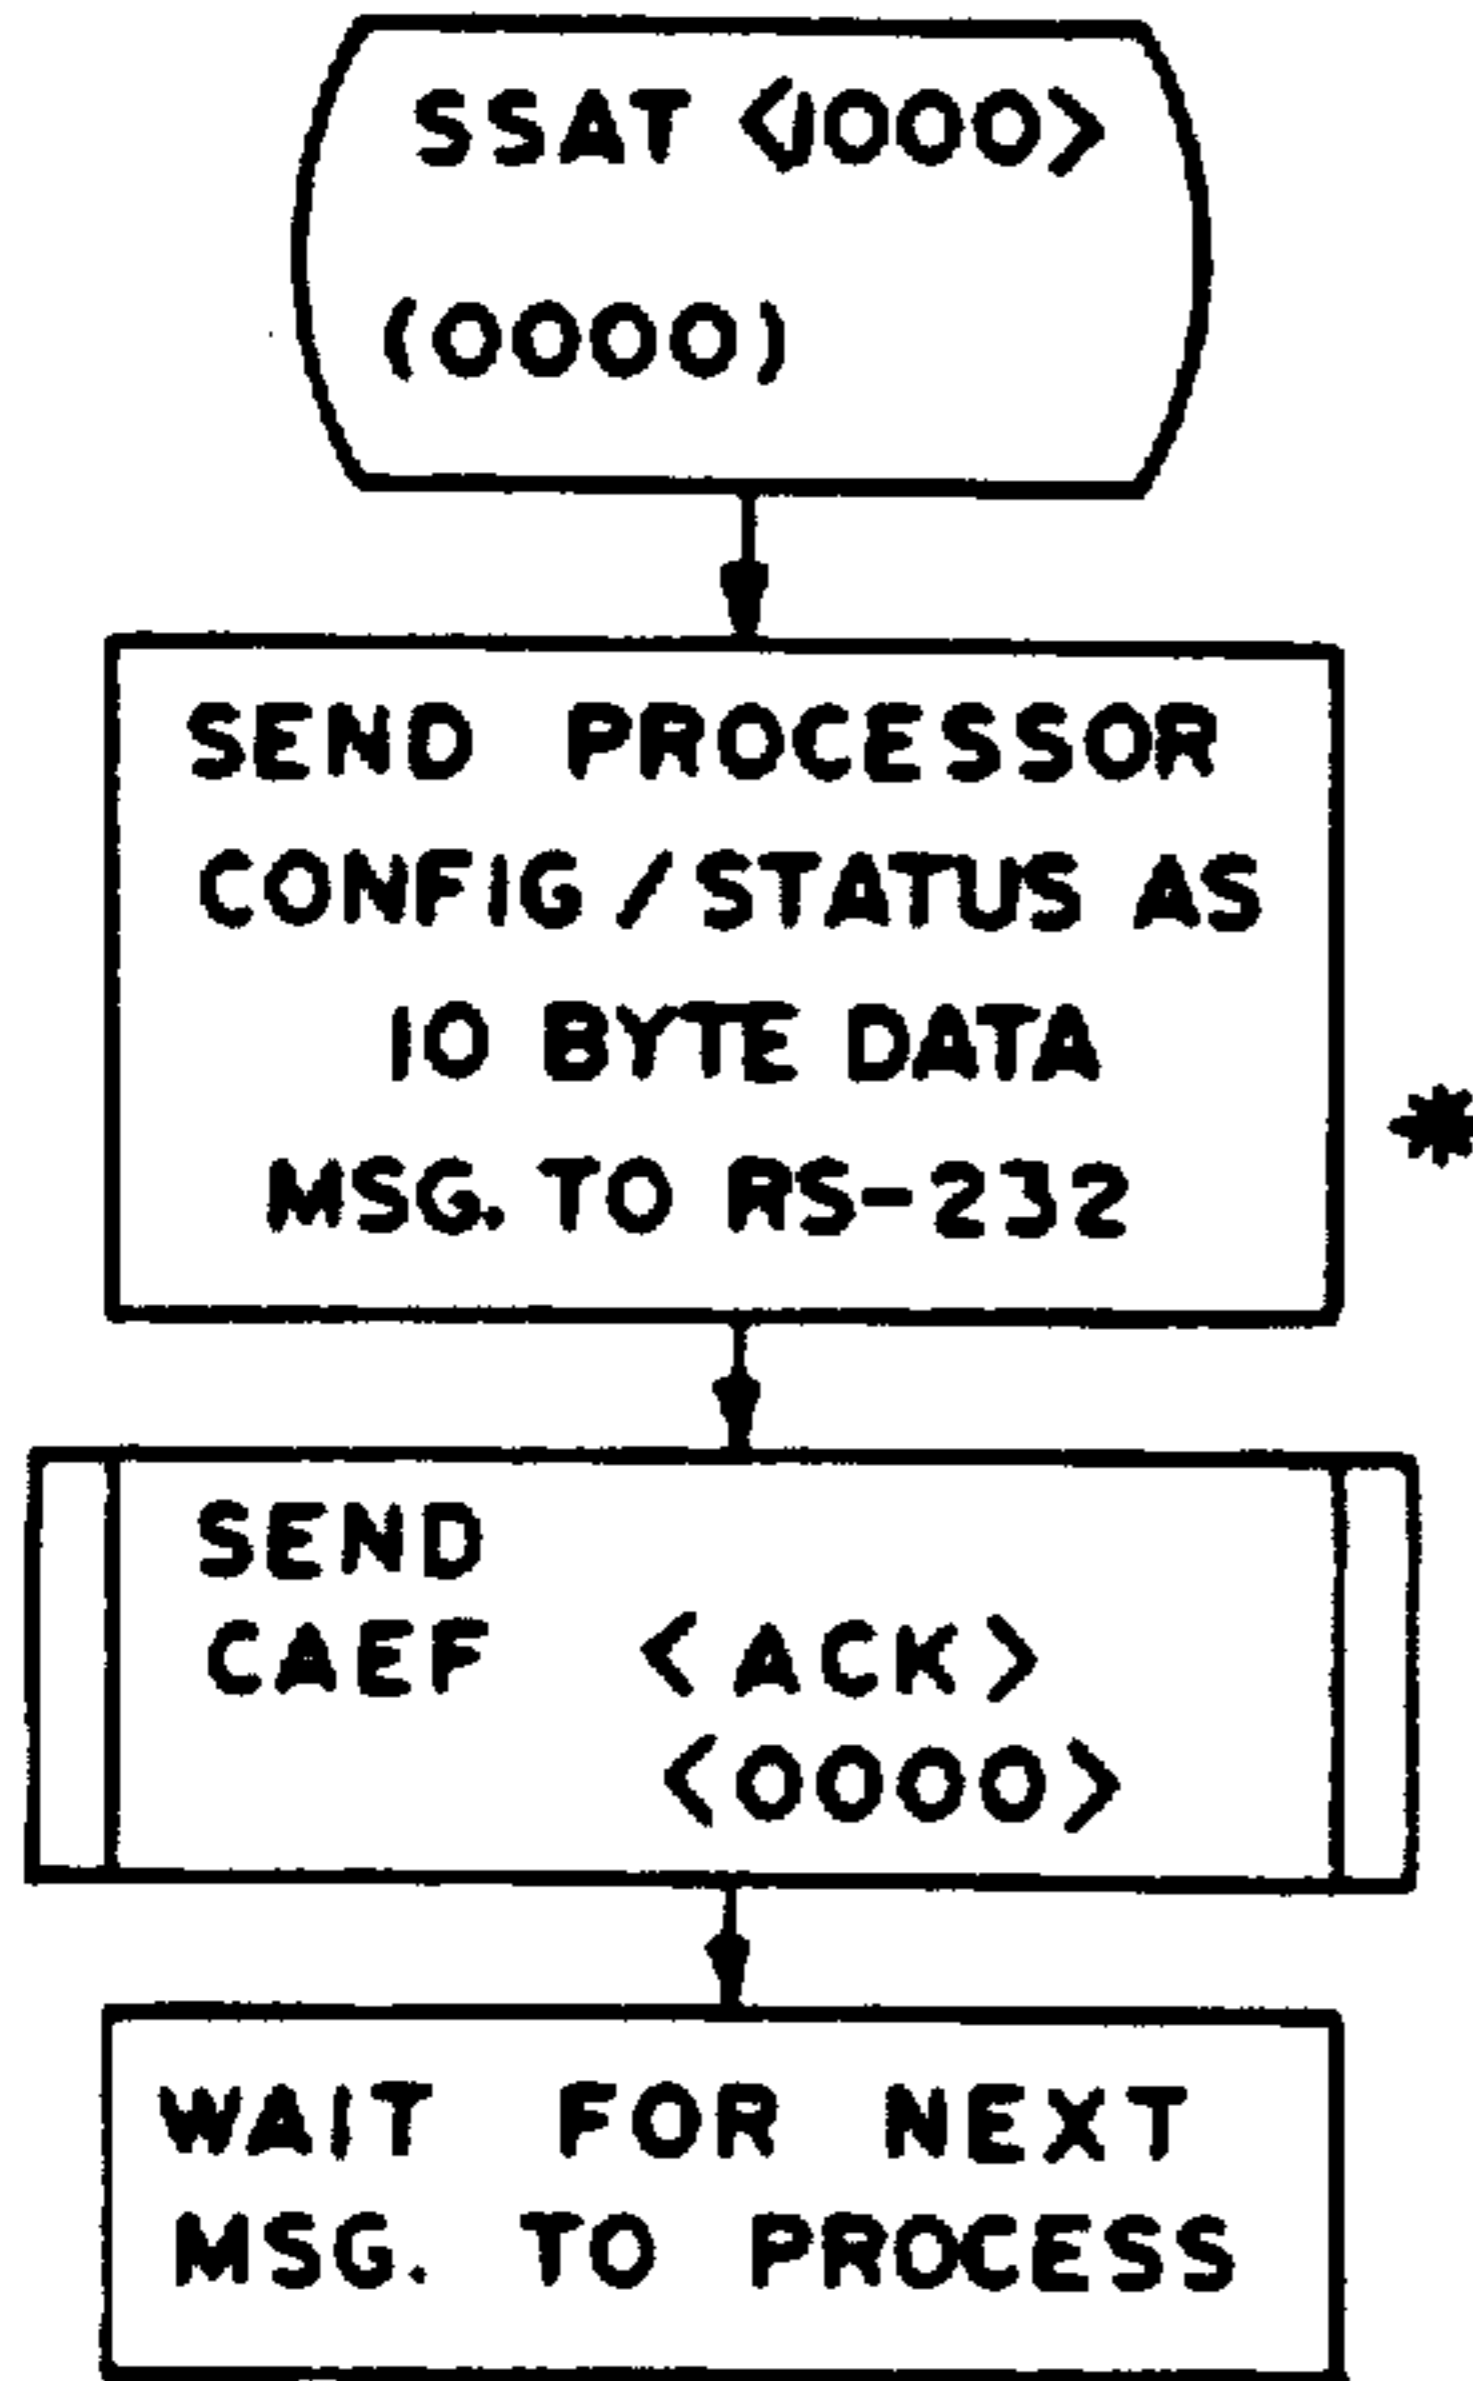 SSAT <1000>
(0000)
SEND PROCESSOR
CONFIG/STATUS AS
10 BYTE DATA
MSG. TO RS-232
*
SEND
CAEF <ACK>
<0000>
WAIT FOR NEXT
MSG. TO PROCESS